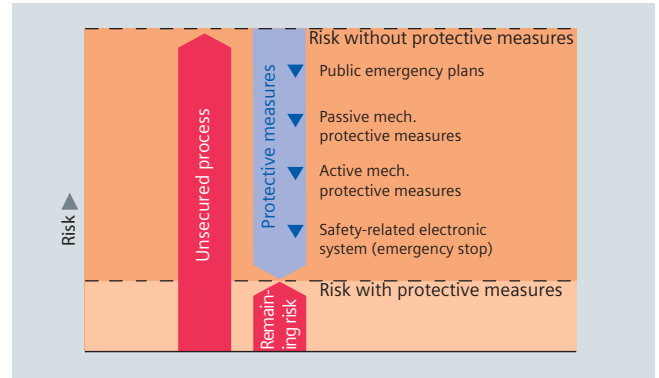 Risk without protective measures
Public emergency plans
Passive mech.
protective measures
Active mech.
protective measures
Safety-related electronic
system (emergency stop)
Risk with protective measures
Risk
Unsecured process
Protective measures
Remain-
ing risk